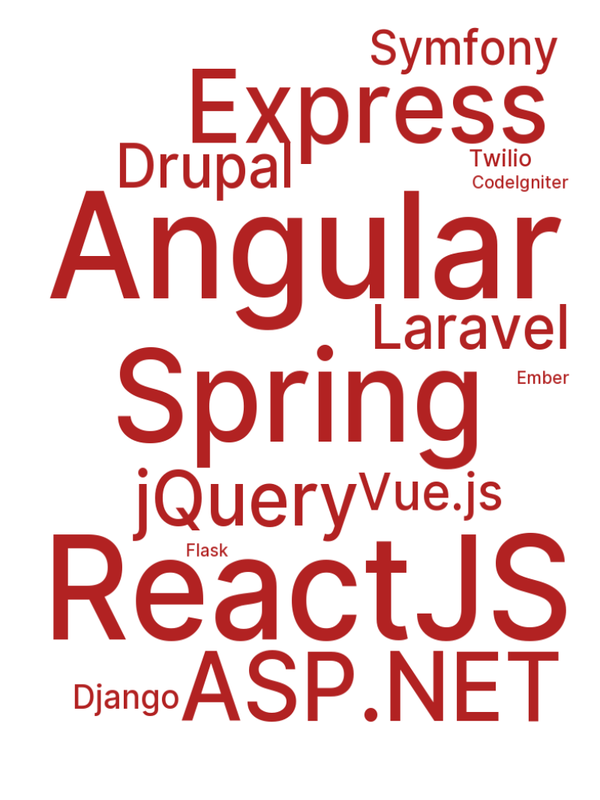 Symfony
Express
Drupal
Twilio
CodeIgniter
Angular
Laravel
Spring
Ember
jQuery
Vue.js
Flask
ReactJS
Django
ASP.NET